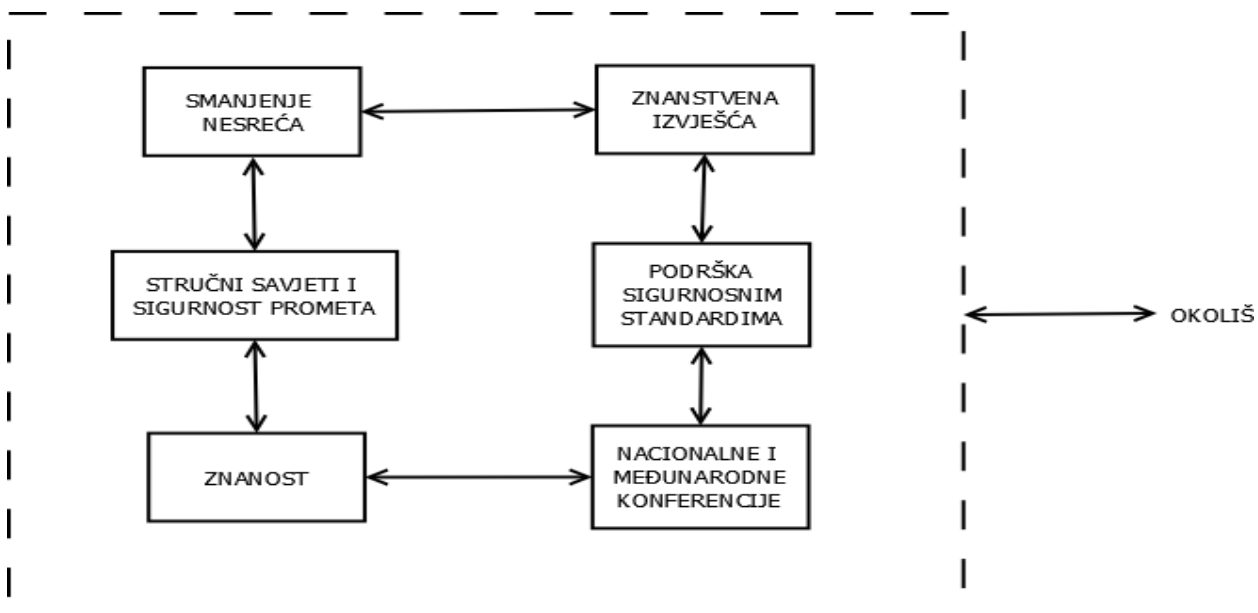 SMANJENJE
NESREĆA
ZNANSTVENA
IZVJEŠĆA
STRUČNI SAVJETI I
SIGURNOST PROMETA
PODRŠKA
SIGURNOSNIM
STANDARDIMA
OKOLIŠ
ZNANOST
NACIONALNE I
MEĐUNARODNE
KONFERENCIJE